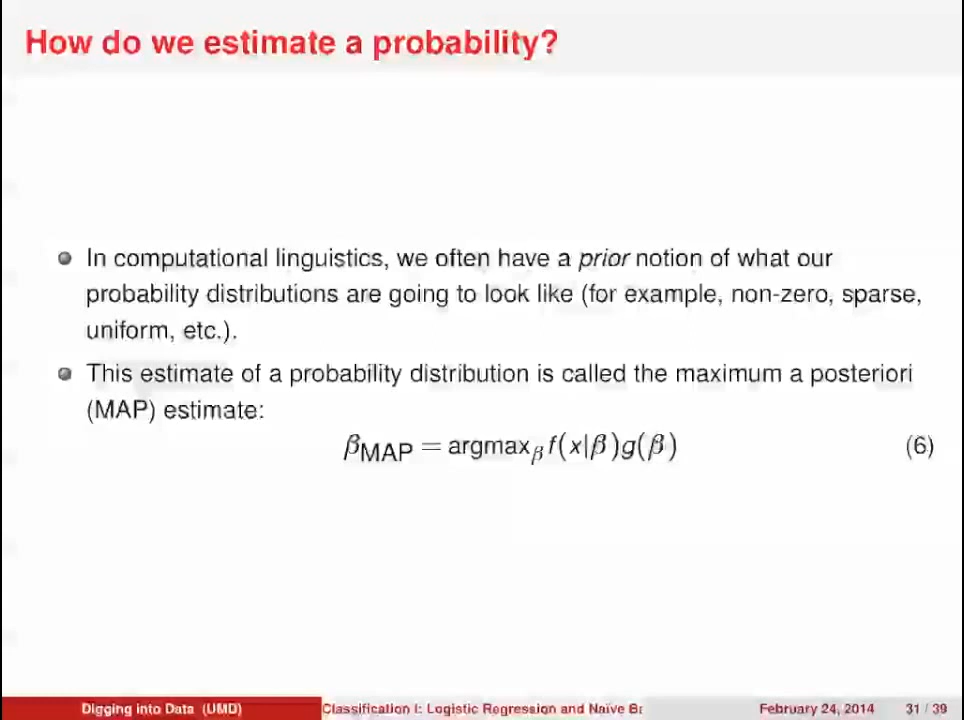 How do we estimate a probability?
In computational linguistics, we often have a prior notion of what our
probability distributions are going to look like (for example, non-zero, sparse,
uniform, etc.).
This estimate of a probability distribution is called the maximum a posteriori
(MAP) estimate:
β_MAP = argmax_β f(x|β)g(β) (6)
Digging into Data (UMD) Classification I: Logistic Regression and Naïve Ba February 24, 2014 31 / 39